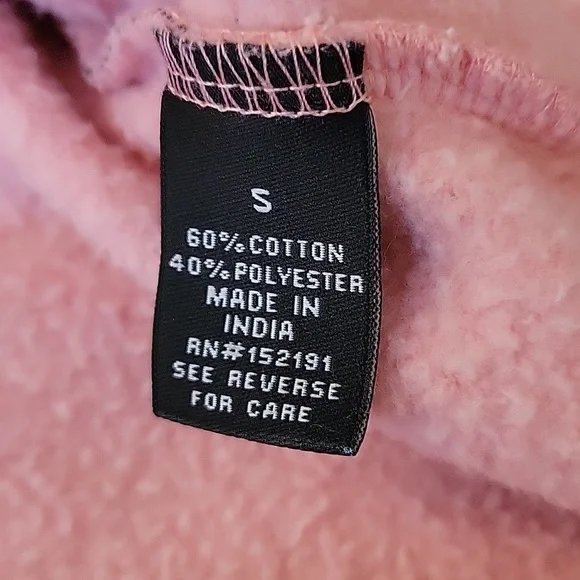 S
60% COTTON
40% POLYESTER
MADE IN
INDIA
RN#152191
SEE REVERSE
FOR CARE